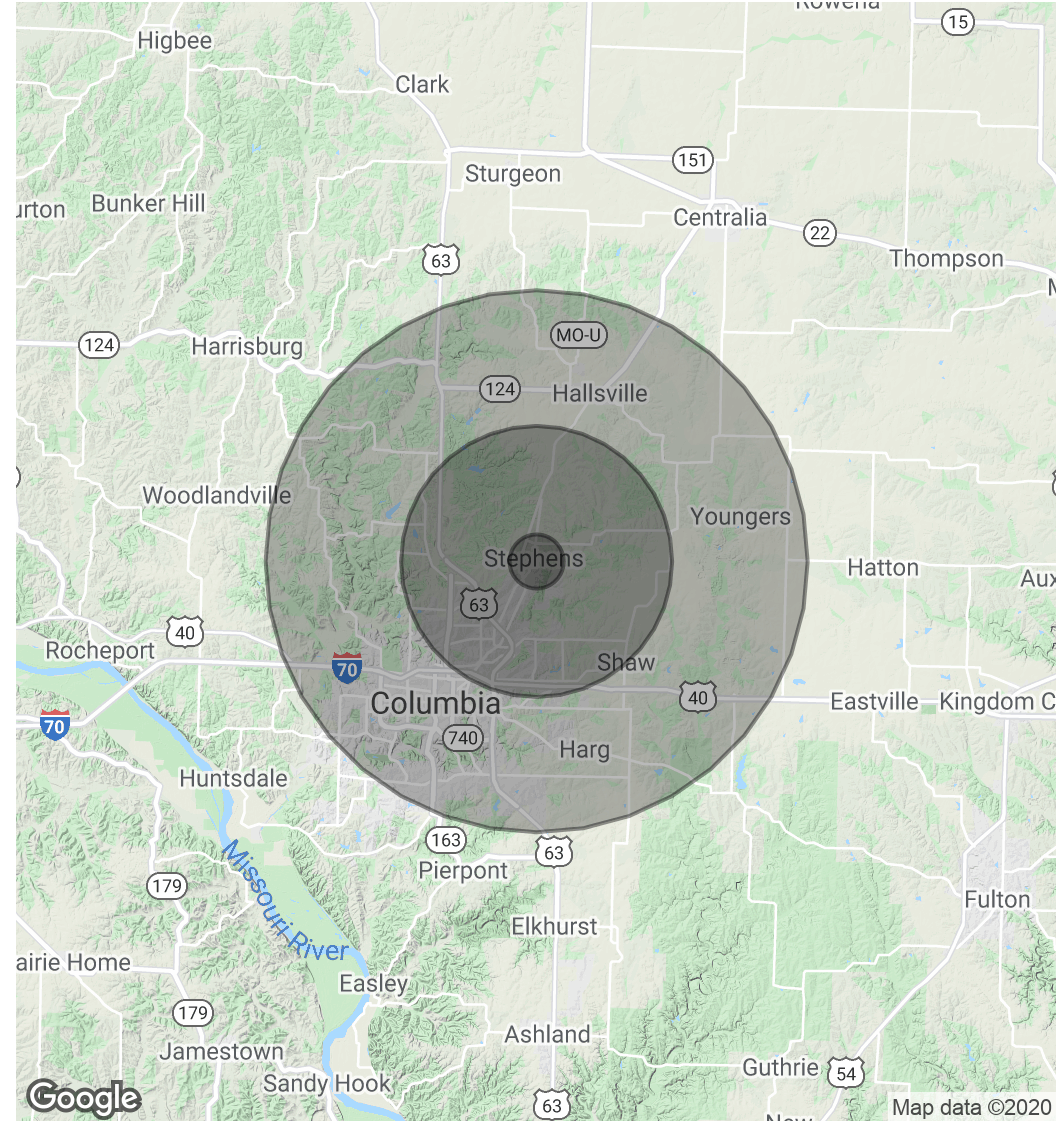 Rowena
15
Higbee
Clark
151
Sturgeon
urton
Bunker Hill
Centralia
22
63
Thompson
MO-U
124
Harrisburg
124
Hallsville
Woodlandville
Youngers
Stephens
Hatton
Aux
63
40
Rocheport
Shaw
70
40
Columbia
Eastville
Kingdom C
70
740
Harg
Huntsdale
163
63
Pierpont
179
Missouri River
Fulton
Elkhurst
airie Home
Easley
179
Ashland
Jamestown
Guthrie
54
Sandy Hook
Google
63
Map data ©2020
New